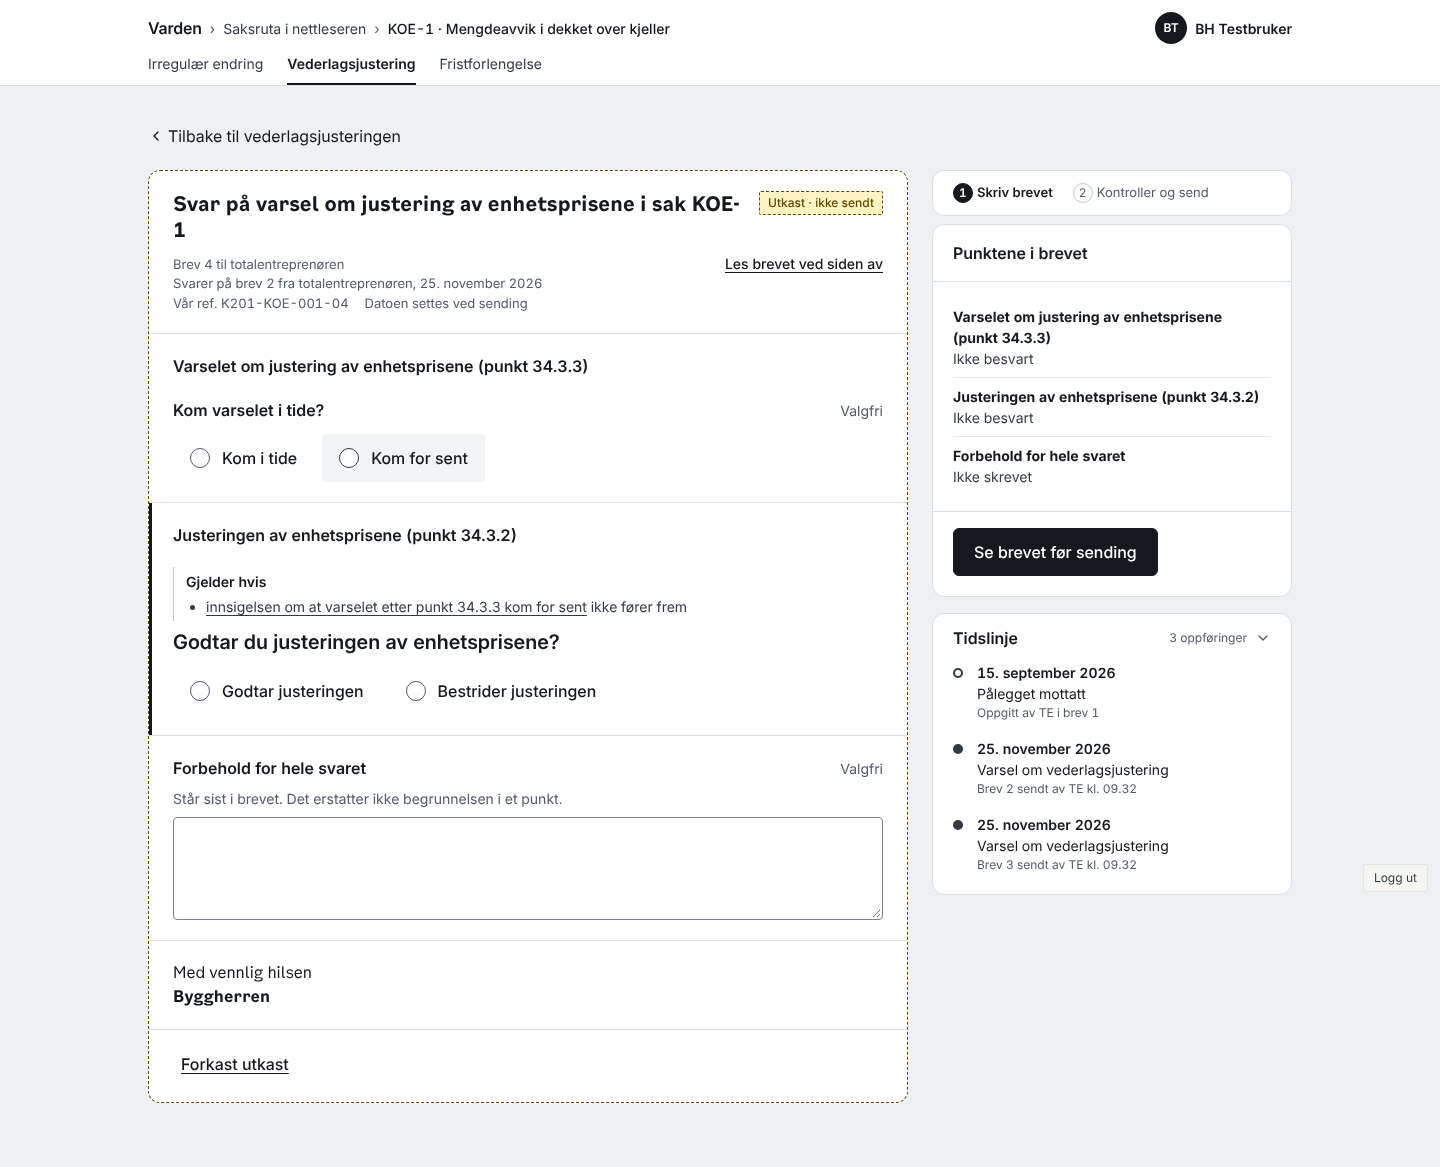 Varden › Saksruta i nettleseren › KOE-1 · Mengdeavvik i dekket over kjeller
BT BH Testbruker
Irregulær endring Vederlagsjustering Fristforlengelse
Tilbake til vederlagsjusteringen
Svar på varsel om justering av enhetsprisene i sak KOE-
1
Utkast · ikke sendt
Brev 4 til totalentreprenøren
Les brevet ved siden av
Svarer på brev 2 fra totalentreprenøren, 25. november 2026
Vår ref. K201-KOE-001-04 Datoen settes ved sending
Varselet om justering av enhetsprisene (punkt 34.3.3)
Kom varselet i tide? Valgfri
Kom i tide Kom for sent
Justeringen av enhetsprisene (punkt 34.3.2)
Gjelder hvis
• innsigelsen om at varselet etter punkt 34.3.3 kom for sent ikke fører frem
Godtar du justeringen av enhetsprisene?
Godtar justeringen Bestrider justeringen
Forbehold for hele svaret Valgfri
Står sist i brevet. Det erstatter ikke begrunnelsen i et punkt.
Med vennlig hilsen
Byggherren
Forkast utkast
1 Skriv brevet 2 Kontroller og send
Punktene i brevet
Varselet om justering av enhetsprisene
(punkt 34.3.3)
Ikke besvart
Justeringen av enhetsprisene (punkt 34.3.2)
Ikke besvart
Forbehold for hele svaret
Ikke skrevet
Se brevet før sending
Tidslinje 3 oppføringer
15. september 2026
Pålegget mottatt
Oppgitt av TE i brev 1
25. november 2026
Varsel om vederlagsjustering
Brev 2 sendt av TE kl. 09.32
25. november 2026
Varsel om vederlagsjustering
Brev 3 sendt av TE kl. 09.32
Logg ut